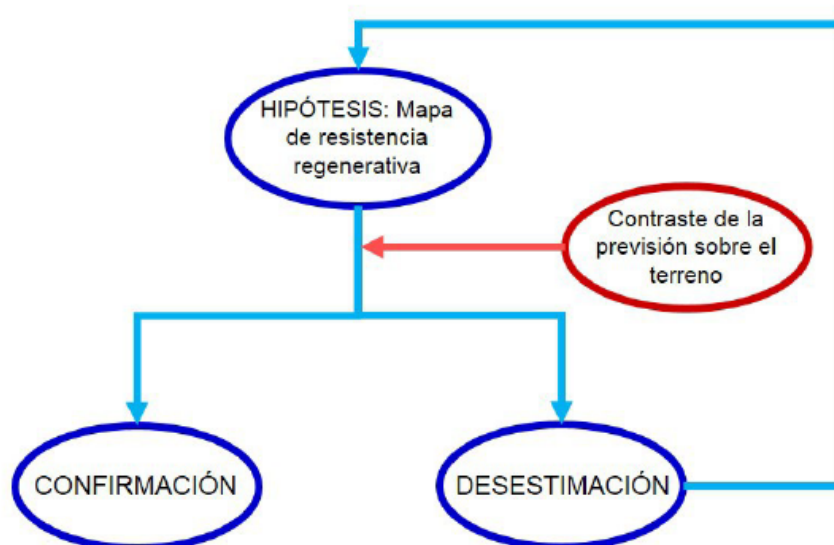 HIPÓTESIS: Mapa
de resistencia
regenerativa
Contraste de la
previsión sobre el
terreno
CONFIRMACIÓN
DESESTIMACIÓN